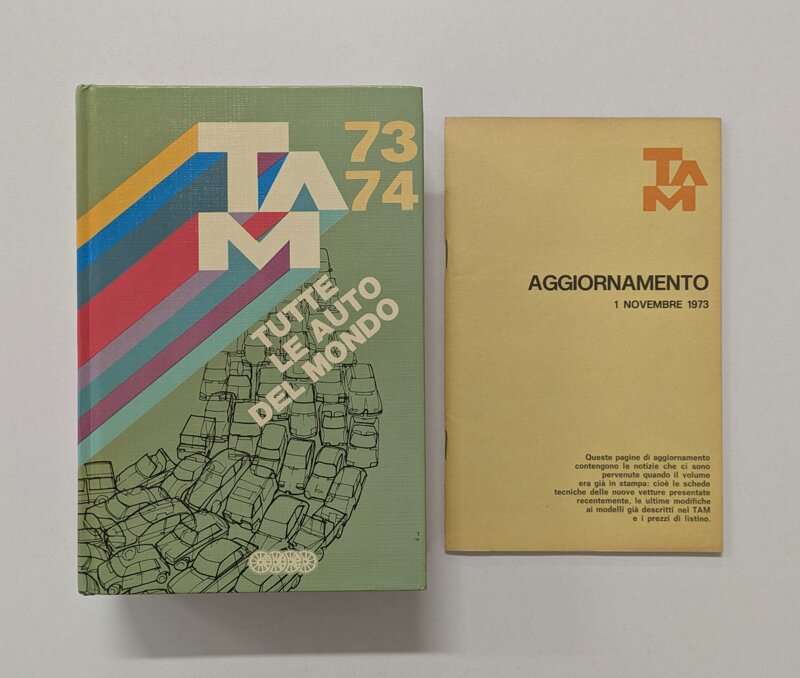 TA
M
73
74
TUTTE
LE AUTO
DEL MONDO
TA
M
AGGIORNAMENTO
1 NOVEMBRE 1973
Queste pagine di aggiornamento
contengono le notizie che ci sono
pervenute quando il volume
era già in stampa: cioè le schede
tecniche delle nuove vetture presentate
recentemente, le ultime modifiche
ai modelli già descritti nel TAM
e i prezzi di listino.